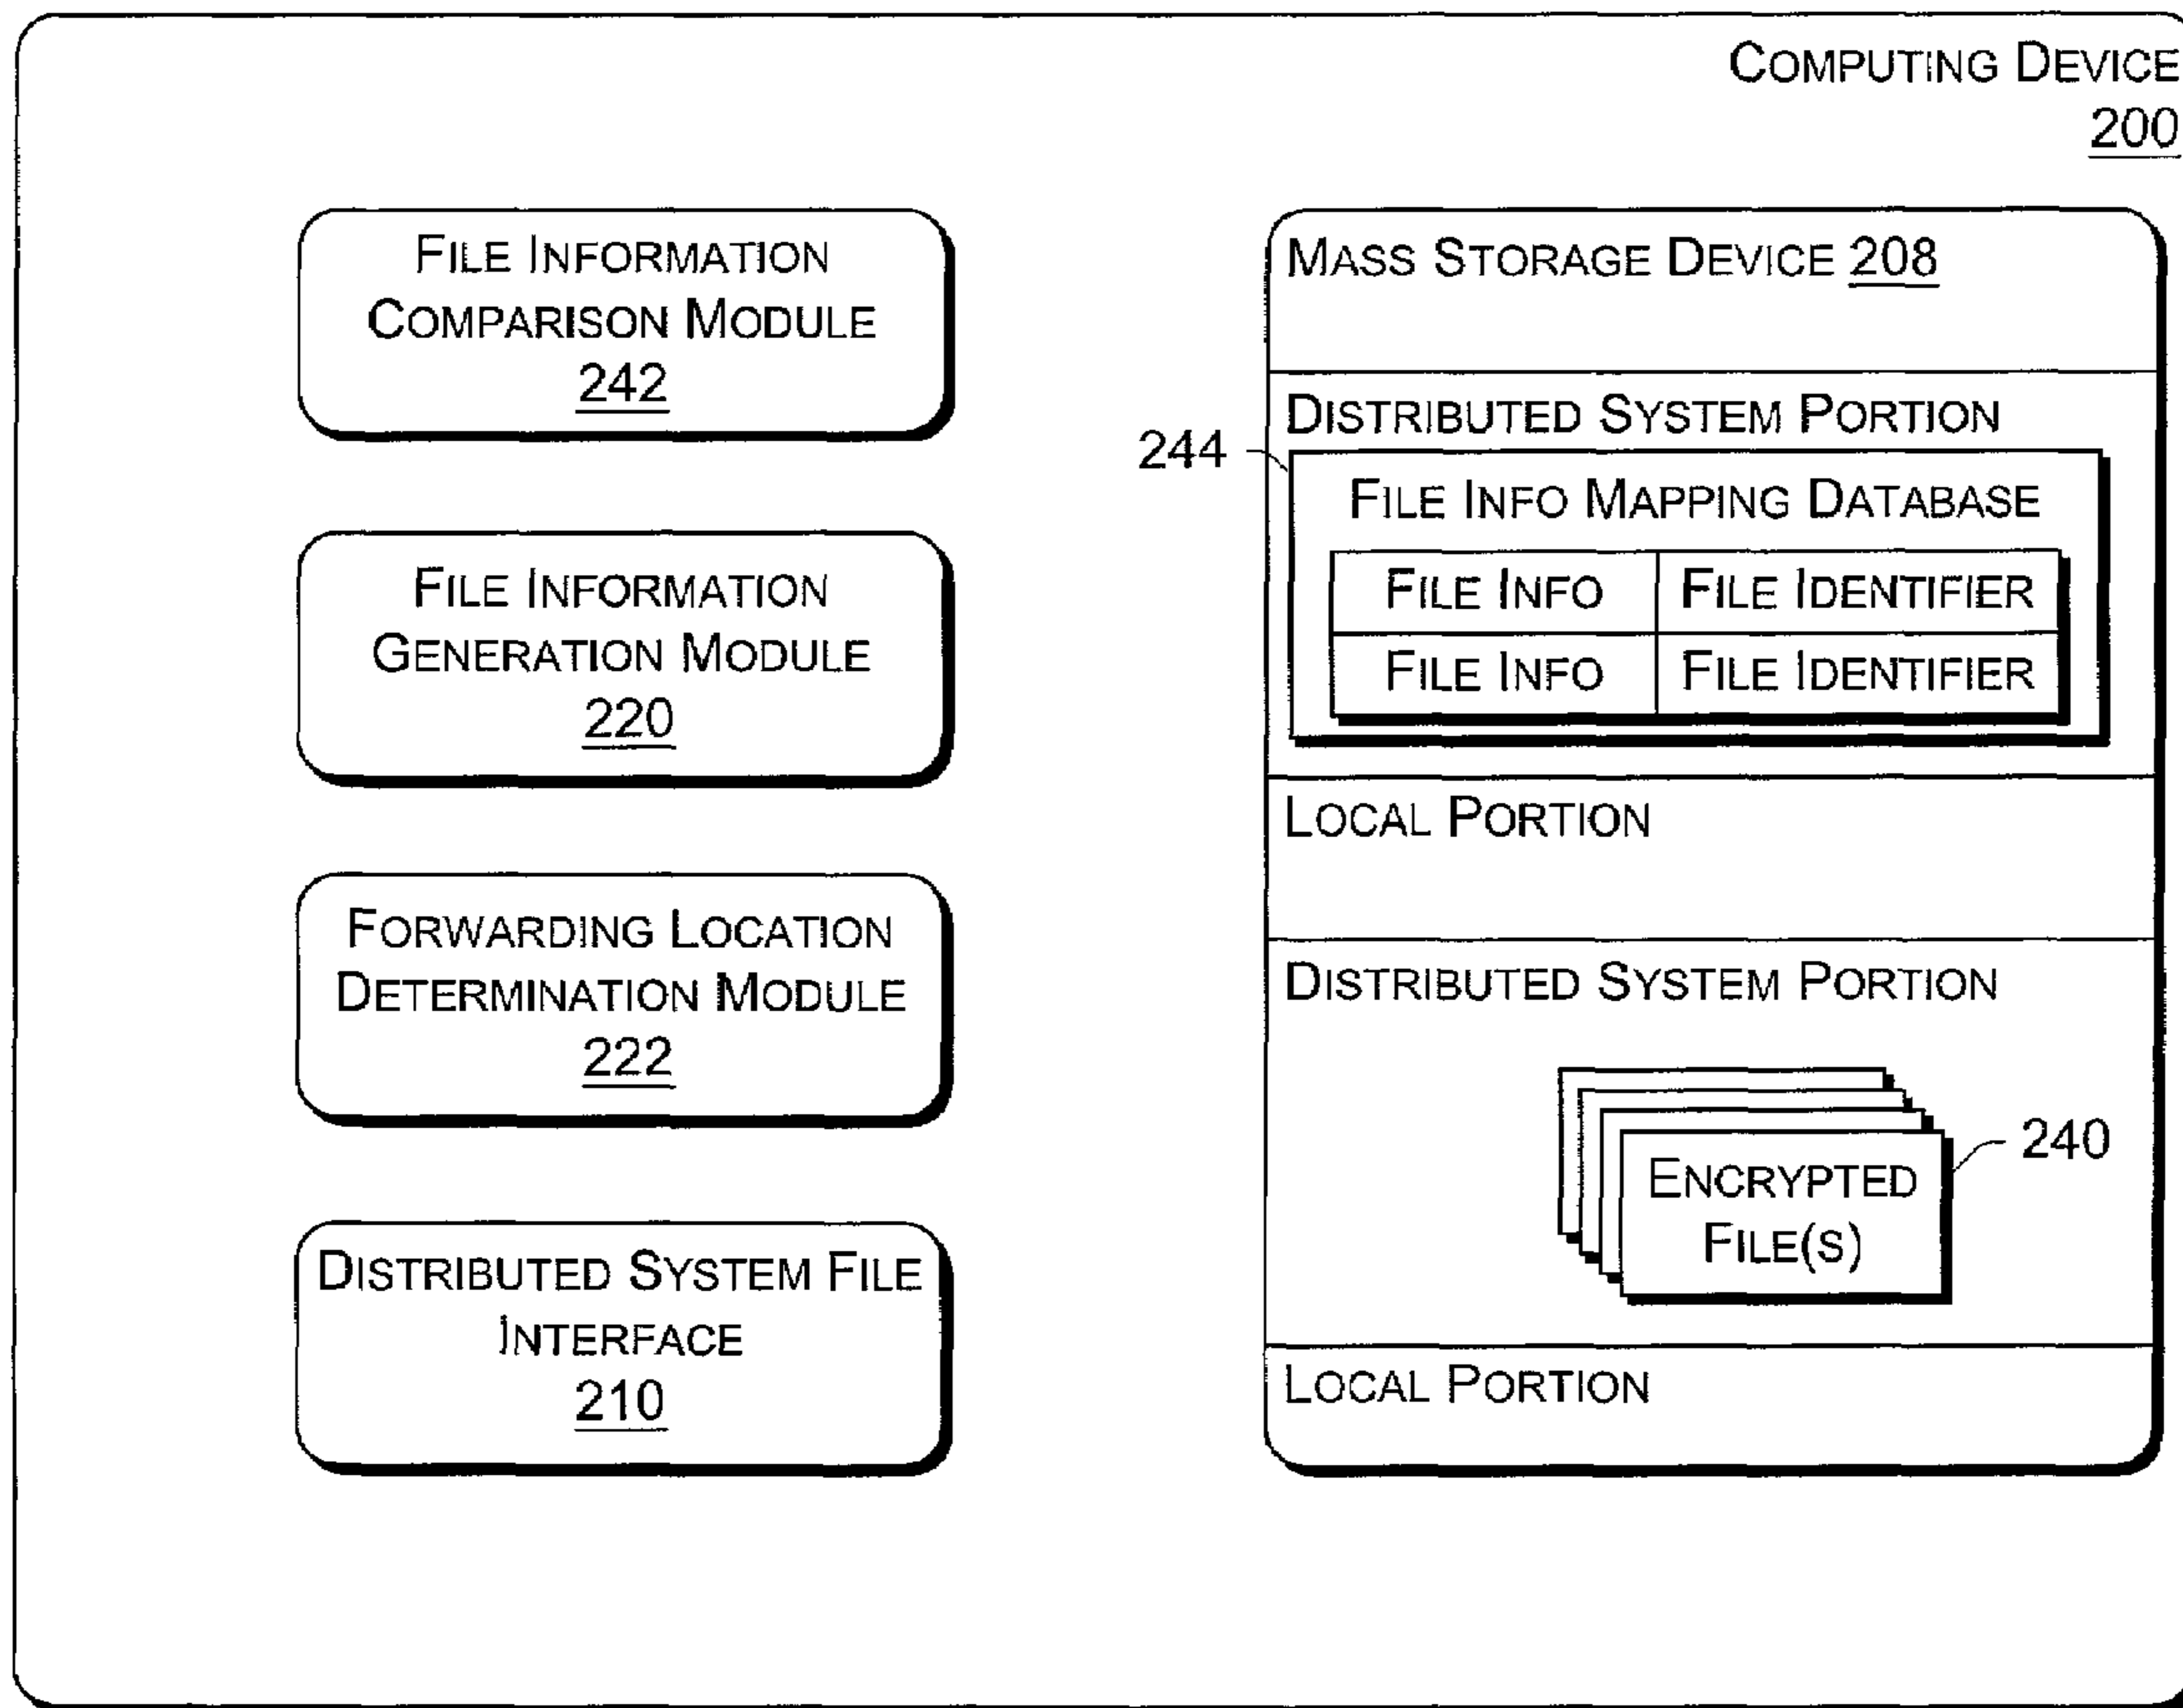 COMPUTING DEVICE
200
FILE INFORMATION
COMPARISON MODULE
242
FILE INFORMATION
GENERATION MODULE
220
FORWARDING LOCATION
DETERMINATION MODULE
222
DISTRIBUTED SYSTEM FILE
INTERFACE
210
MASS STORAGE DEVICE 208
DISTRIBUTED SYSTEM PORTION
244
FILE INFO MAPPING DATABASE
FILE INFO FILE IDENTIFIER
FILE INFO FILE IDENTIFIER
LOCAL PORTION
DISTRIBUTED SYSTEM PORTION
240
ENCRYPTED
FILE(S)
LOCAL PORTION